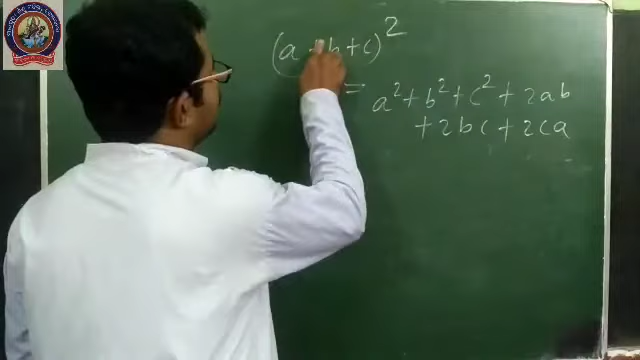 (a + b + c)²
= a² + b² + c² + 2ab
+ 2bc + 2ca